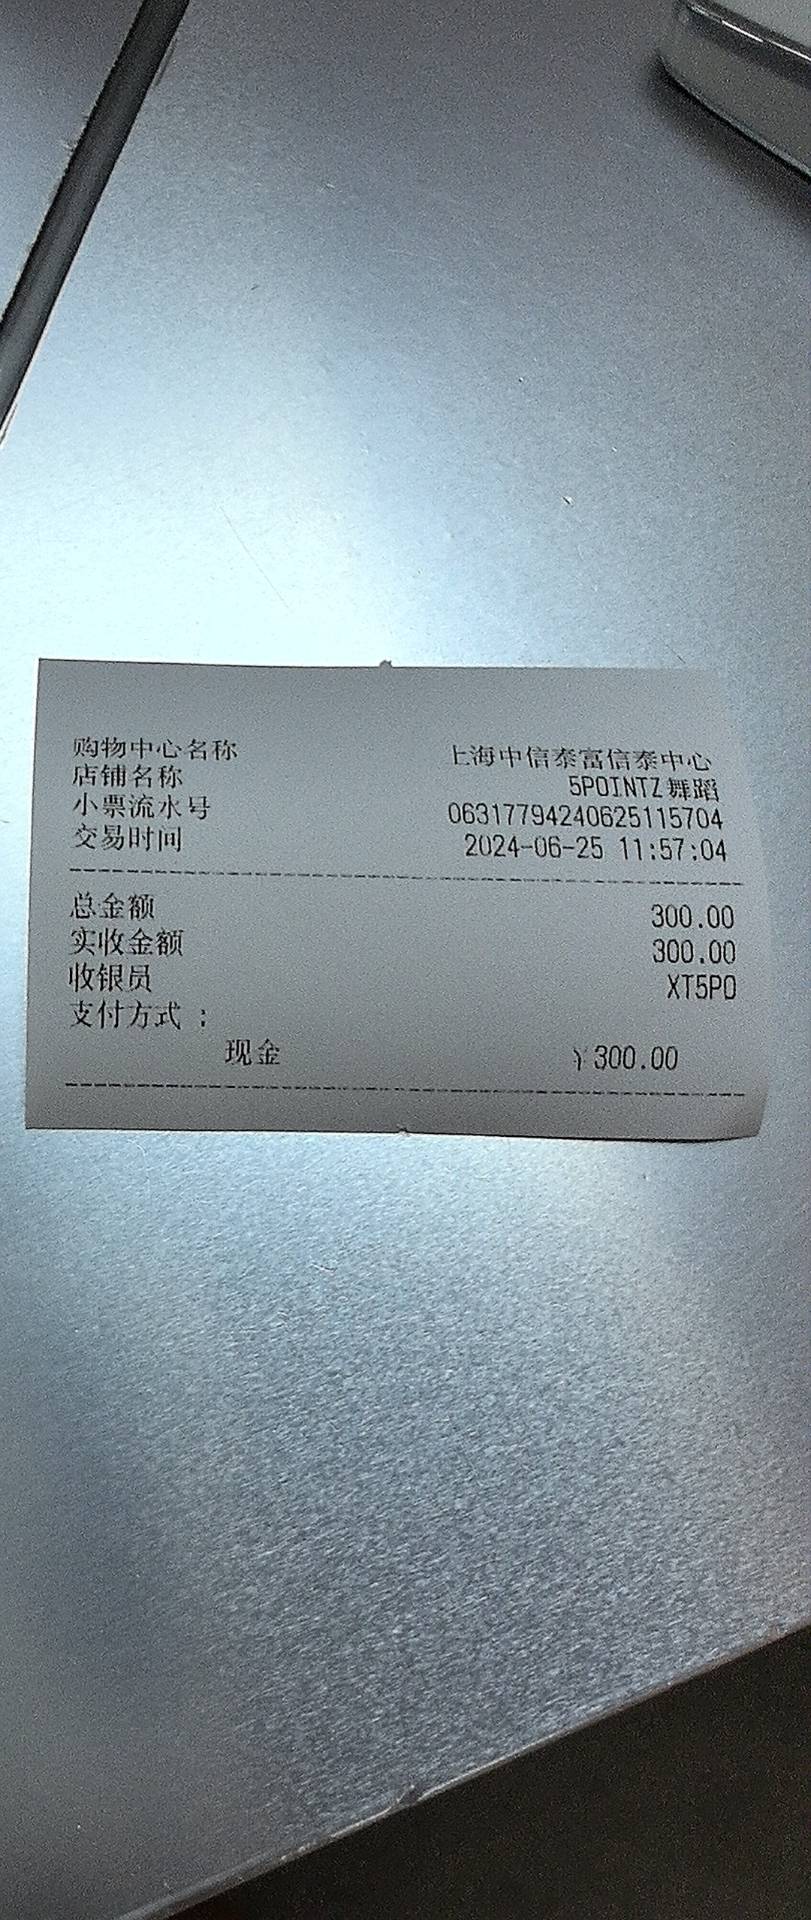 购物中心名称 上海中信泰富信泰中心
店铺名称 5POINTZ舞蹈
小票流水号 06317794240625115704
交易时间 2024-06-25 11:57:04
总金额 300.00
实收金额 300.00
收银员 XT5PO
支付方式：
现金 ¥300.00